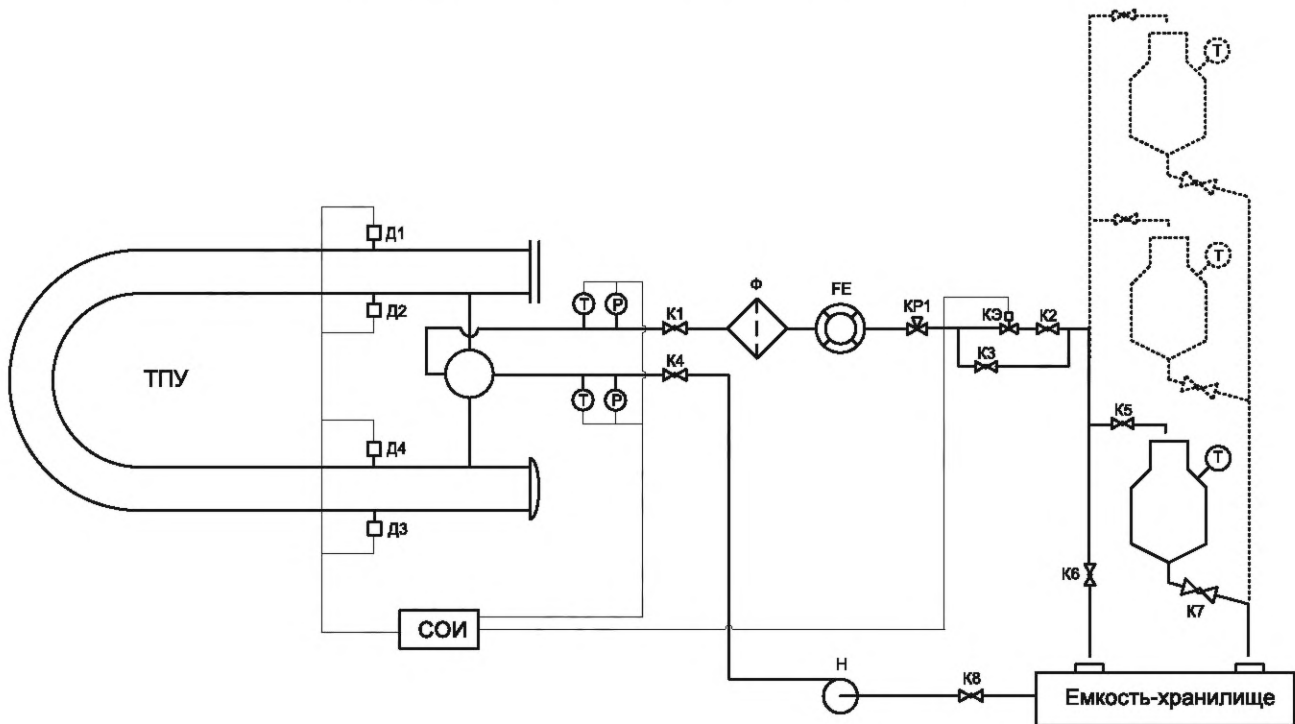 T
T
Д1
Д2
Ф
FE
T
P
К1
КР1
КЭ
К2
К3
ТПУ
К4
T
P
К5
Д4
T
Д3
К6
К7
СОИ
Н
К8
Емкость-хранилище